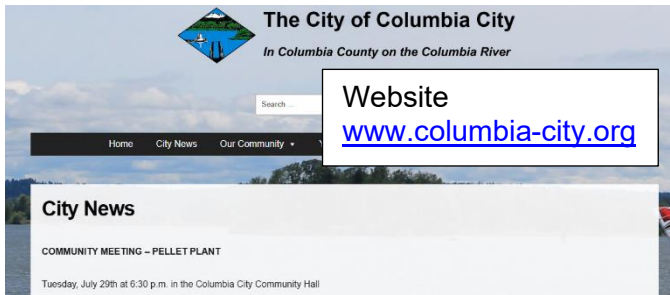 The City of Columbia City
In Columbia County on the Columbia River
Search ...
Website
www.columbia-city.org
Home City News Our Community
City News
COMMUNITY MEETING – PELLET PLANT
Tuesday, July 29th at 6:30 p.m. in the Columbia City Community Hall